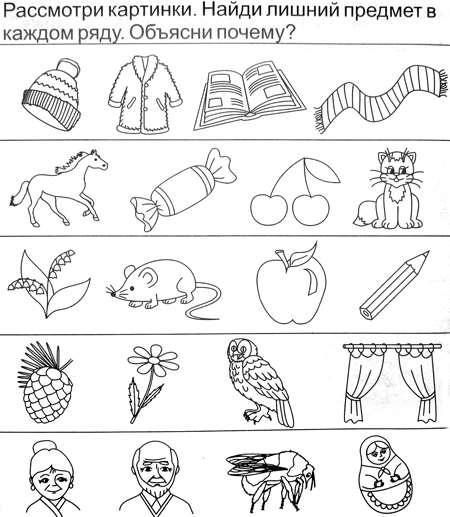 Рассмотри картинки. Найди лишний предмет в
каждом ряду. Объясни почему?